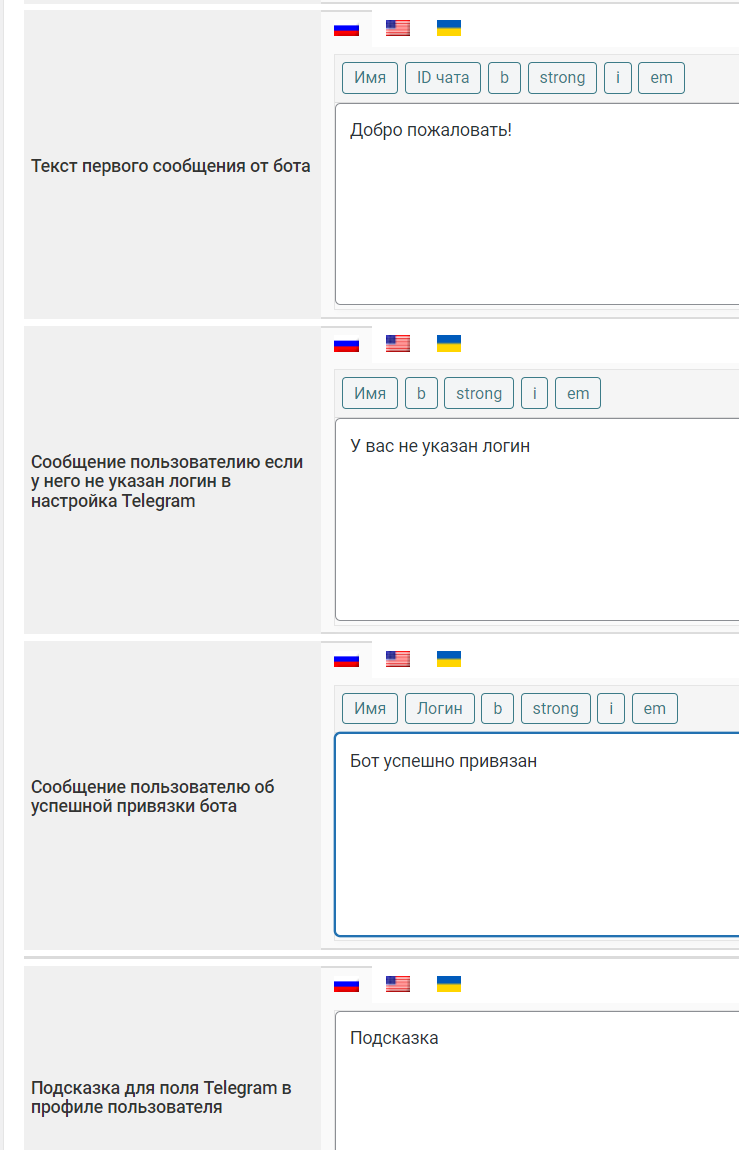 Имя ID чата b strong i em
Добро пожаловать!
Текст первого сообщения от бота
Имя b strong i em
У вас не указан логин
Сообщение пользователию если
у него не указан логин в
настройка Telegram
Имя Логин b strong i em
Бот успешно привязан
Сообщение пользователю об
успешной привязки бота
Подсказка
Подсказка для поля Telegram в
профиле пользователя